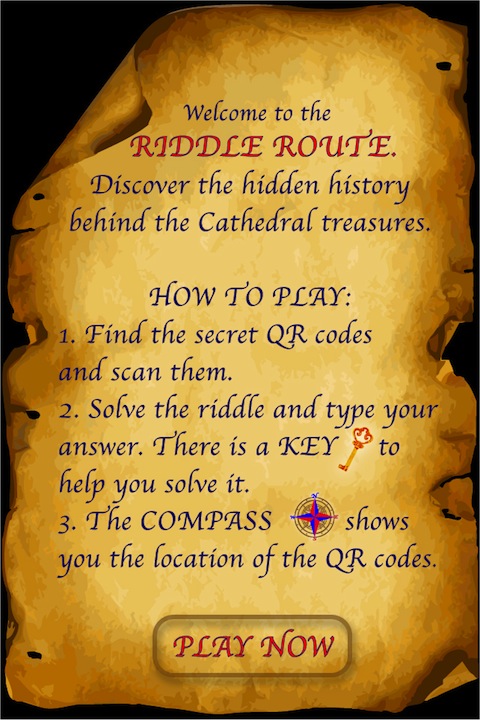 Welcome to the
RIDDLE ROUTE.
Discover the hidden history
behind the Cathedral treasures.
HOW TO PLAY:
1. Find the secret QR codes
and scan them.
2. Solve the riddle and type your
answer. There is a KEY to
help you solve it.
3. The COMPASS shows
you the location of the QR codes.
PLAY NOW